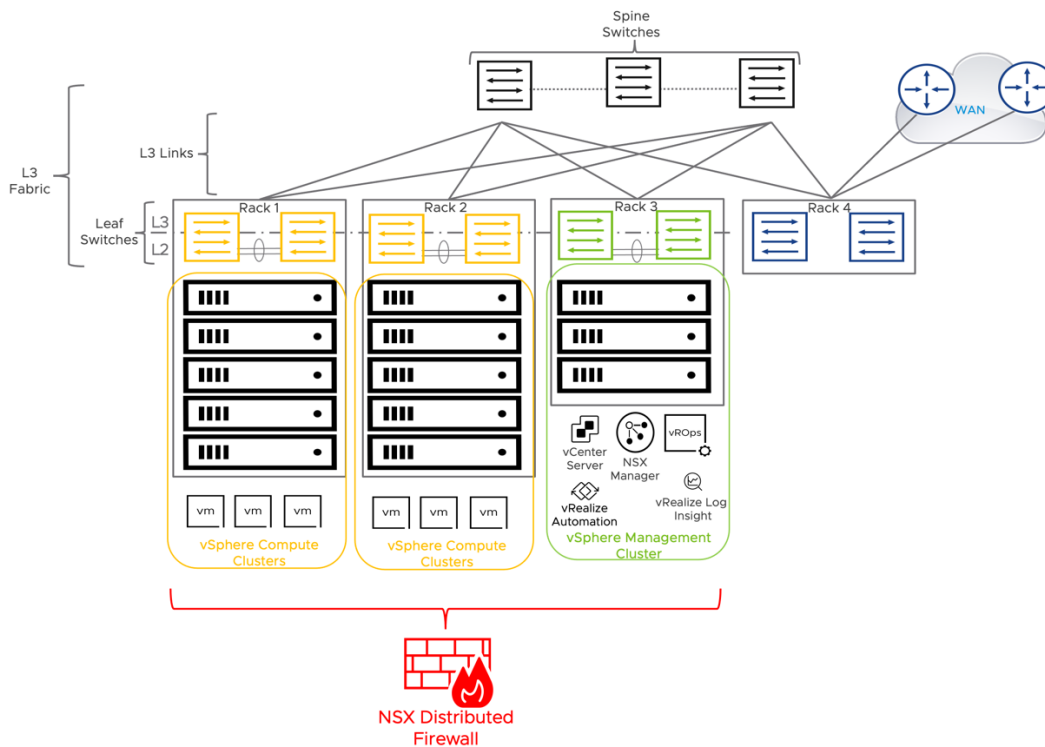 Spine
Switches
WAN
L3 Links
L3
Fabric
Leaf
Switches
L3
L2
Rack 1
Rack 2
Rack 3
Rack 4
vCenter
Server
NSX
Manager
vROps
vRealize
Automation
vRealize Log
Insight
vm
vm
vm
vSphere Compute
Clusters
vm
vm
vm
vSphere Compute
Clusters
vSphere Management
Cluster
NSX Distributed
Firewall